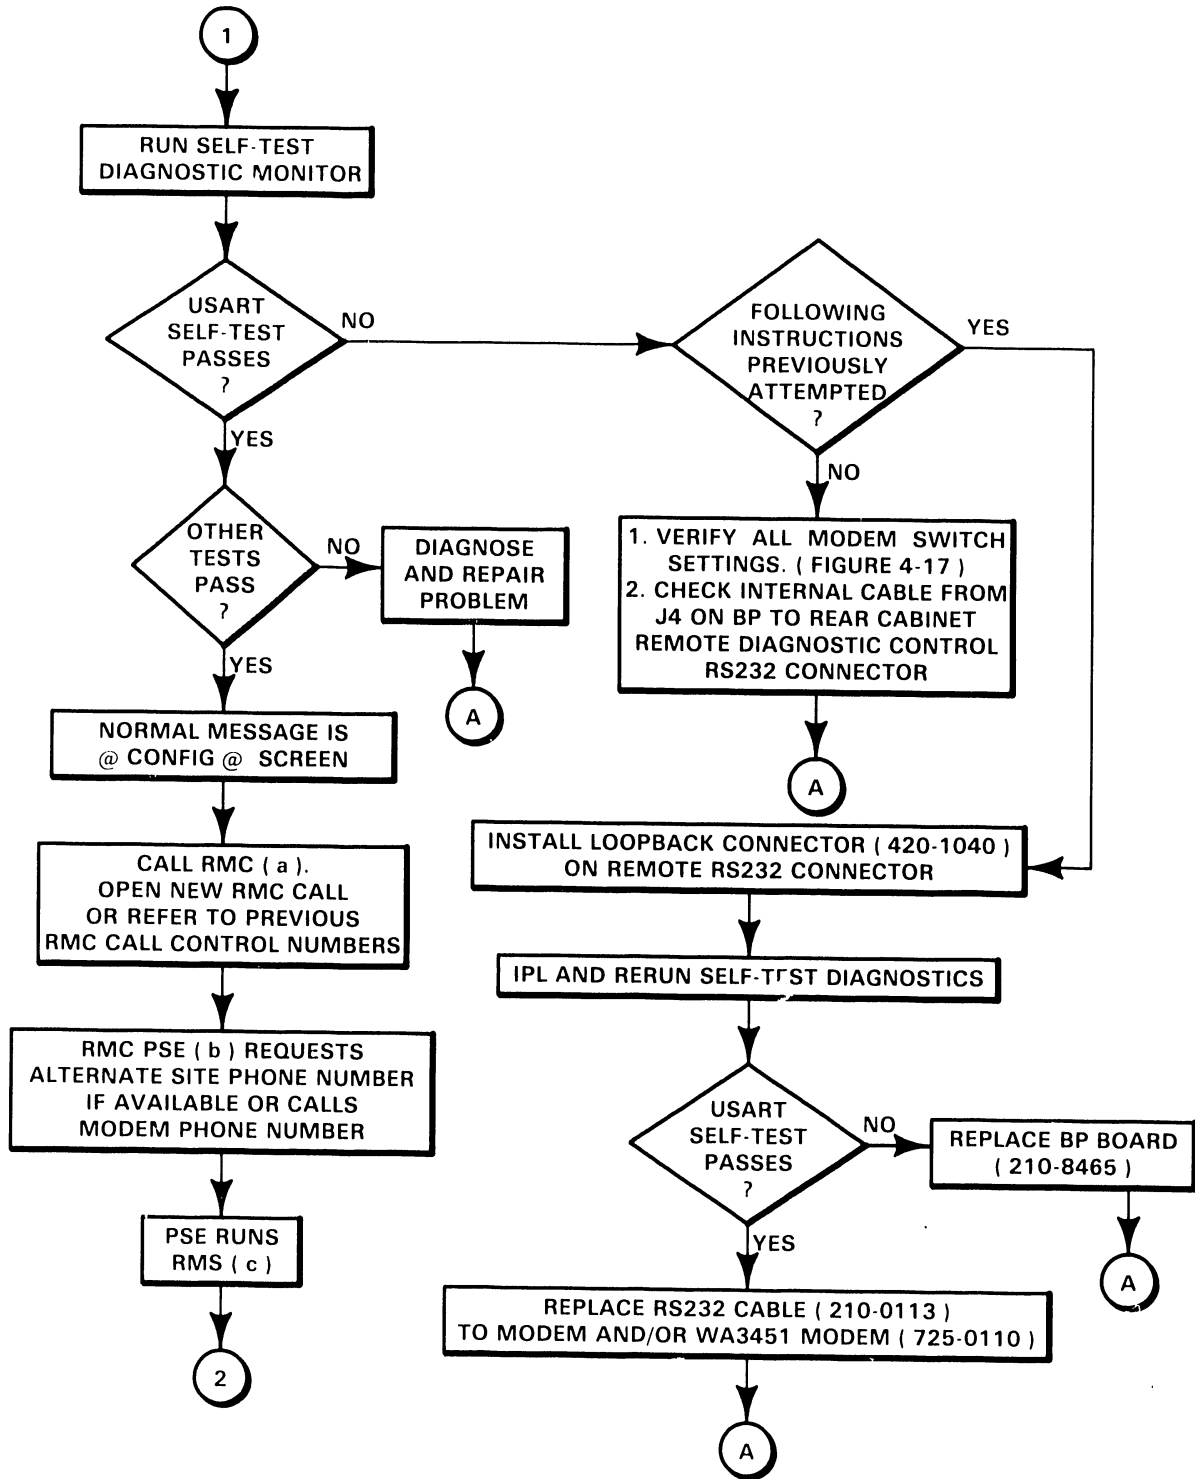 1
RUN SELF-TEST
DIAGNOSTIC MONITOR
USART
SELF-TEST
PASSES
?
NO
YES
FOLLOWING
INSTRUCTIONS
PREVIOUSLY
ATTEMPTED
?
YES
NO
OTHER
TESTS
PASS
?
NO
YES
DIAGNOSE
AND REPAIR
PROBLEM
A
1. VERIFY ALL MODEM SWITCH
SETTINGS. ( FIGURE 4-17 )
2. CHECK INTERNAL CABLE FROM
J4 ON BP TO REAR CABINET
REMOTE DIAGNOSTIC CONTROL
RS232 CONNECTOR
A
NORMAL MESSAGE IS
@ CONFIG @ SCREEN
CALL RMC ( a ).
OPEN NEW RMC CALL
OR REFER TO PREVIOUS
RMC CALL CONTROL NUMBERS
RMC PSE ( b ) REQUESTS
ALTERNATE SITE PHONE NUMBER
IF AVAILABLE OR CALLS
MODEM PHONE NUMBER
PSE RUNS
RMS ( c )
2
INSTALL LOOPBACK CONNECTOR ( 420-1040 )
ON REMOTE RS232 CONNECTOR
IPL AND RERUN SELF-TEST DIAGNOSTICS
USART
SELF-TEST
PASSES
?
NO
YES
REPLACE BP BOARD
( 210-8465 )
A
REPLACE RS232 CABLE ( 210-0113 )
TO MODEM AND/OR WA3451 MODEM ( 725-0110 )
A